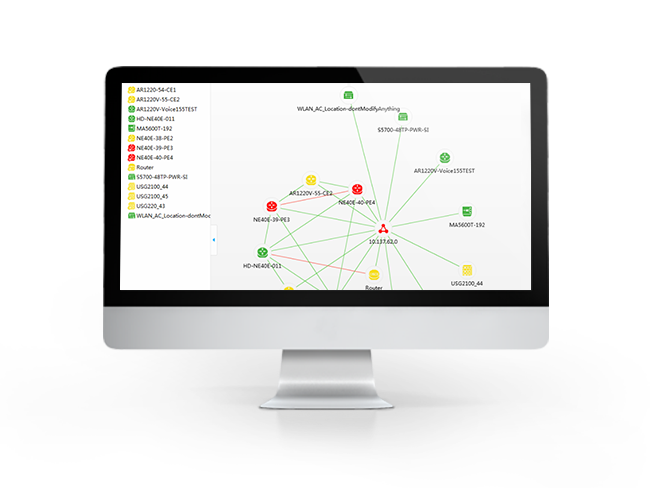 AR1220-54-CE1
AR1220V-55-CE2
AR1220V-Voice155TEST
HD-NE40E-011
MA5600T-192
NE40E-38-PE2
NE40E-39-PE3
NE40E-40-PE4
Router
S5700-48TP-PWR-SI
USG2100_44
USG2100_45
USG2220_43
WLAN_AC_Location-dontMoc
WLAN_AC_Location-dontModifyAnything
S5700-48TP-PWR-SI
AR1220V-Voice155TEST
AR1220V-55-CE2
NE40E-40-PE4
NE40E-39-PE3
MA5600T-192
10.137.62.0
HD-NE40E-011
USG2100_44
Router